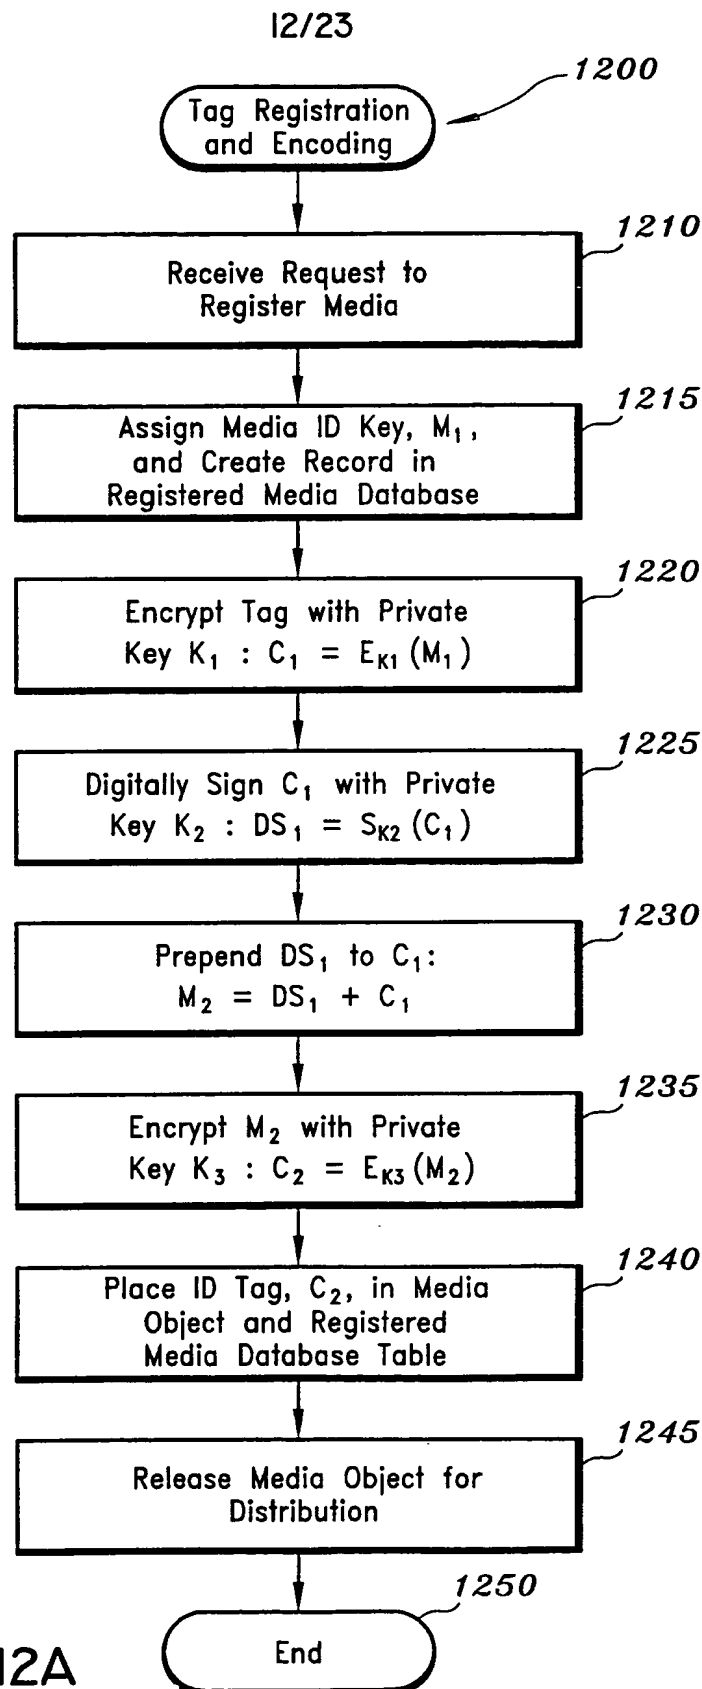 12/23
1200
Tag Registration
and Encoding
1210
Receive Request to
Register Media
1215
Assign Media ID Key, M₁,
and Create Record in
Registered Media Database
1220
Encrypt Tag with Private
Key K₁ : C₁ = E_K1 (M₁)
1225
Digitally Sign C₁ with Private
Key K₂ : DS₁ = S_K2 (C₁)
1230
Prepend DS₁ to C₁:
M₂ = DS₁ + C₁
1235
Encrypt M₂ with Private
Key K₃ : C₂ = E_K3 (M₂)
1240
Place ID Tag, C₂, in Media
Object and Registered
Media Database Table
1245
Release Media Object for
Distribution
1250
End
12A